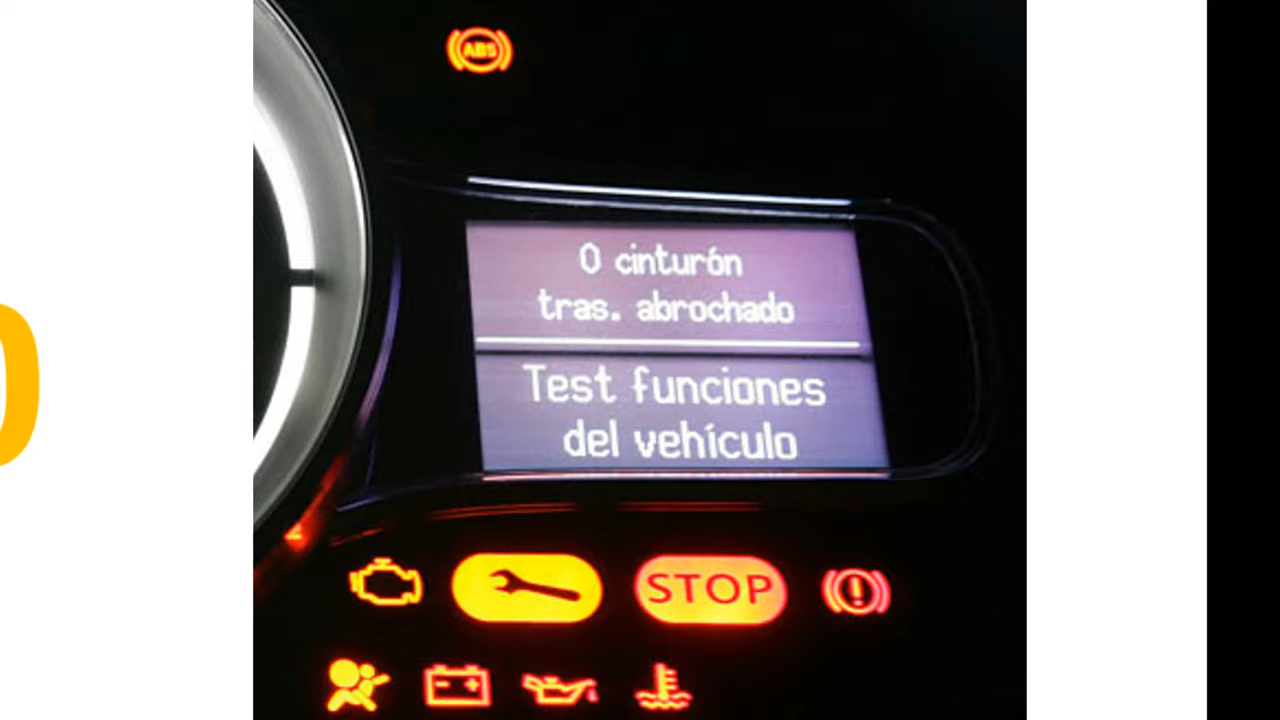 ABS
0 cinturón
tras. abrochado
Test funciones
del vehículo
STOP